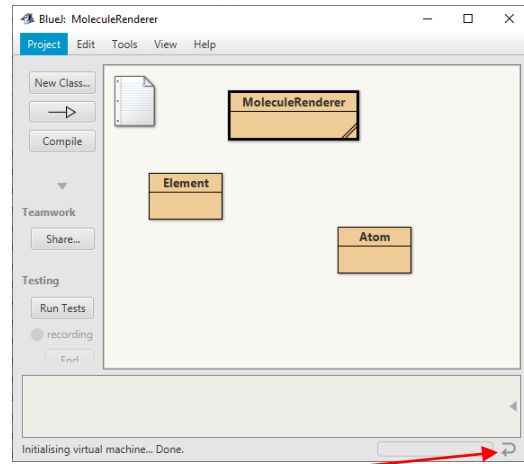 BlueJ: MoleculeRenderer
Project Edit Tools View Help
New Class...
Compile
Teamwork
Share...
Testing
Run Tests
recording
End
MoleculeRenderer
Element
Atom
Initialising virtual machine... Done.